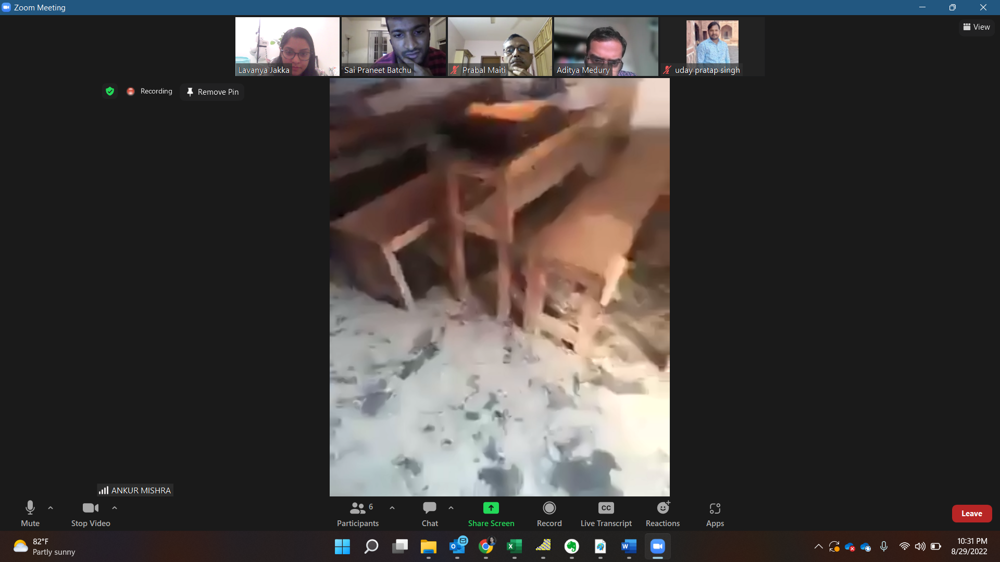 Zoom Meeting
View
Lavanya Jakka
Sai Praneet Batchu
Prabal Maiti
Aditya Medury
uday pratap singh
Recording
Remove Pin
ANKUR MISHRA
Mute
Stop Video
6
Participants
Chat
Share Screen
Record
CC
Live Transcript
Reactions
Apps
Leave
82°F
Partly sunny
10:31 PM
8/29/2022